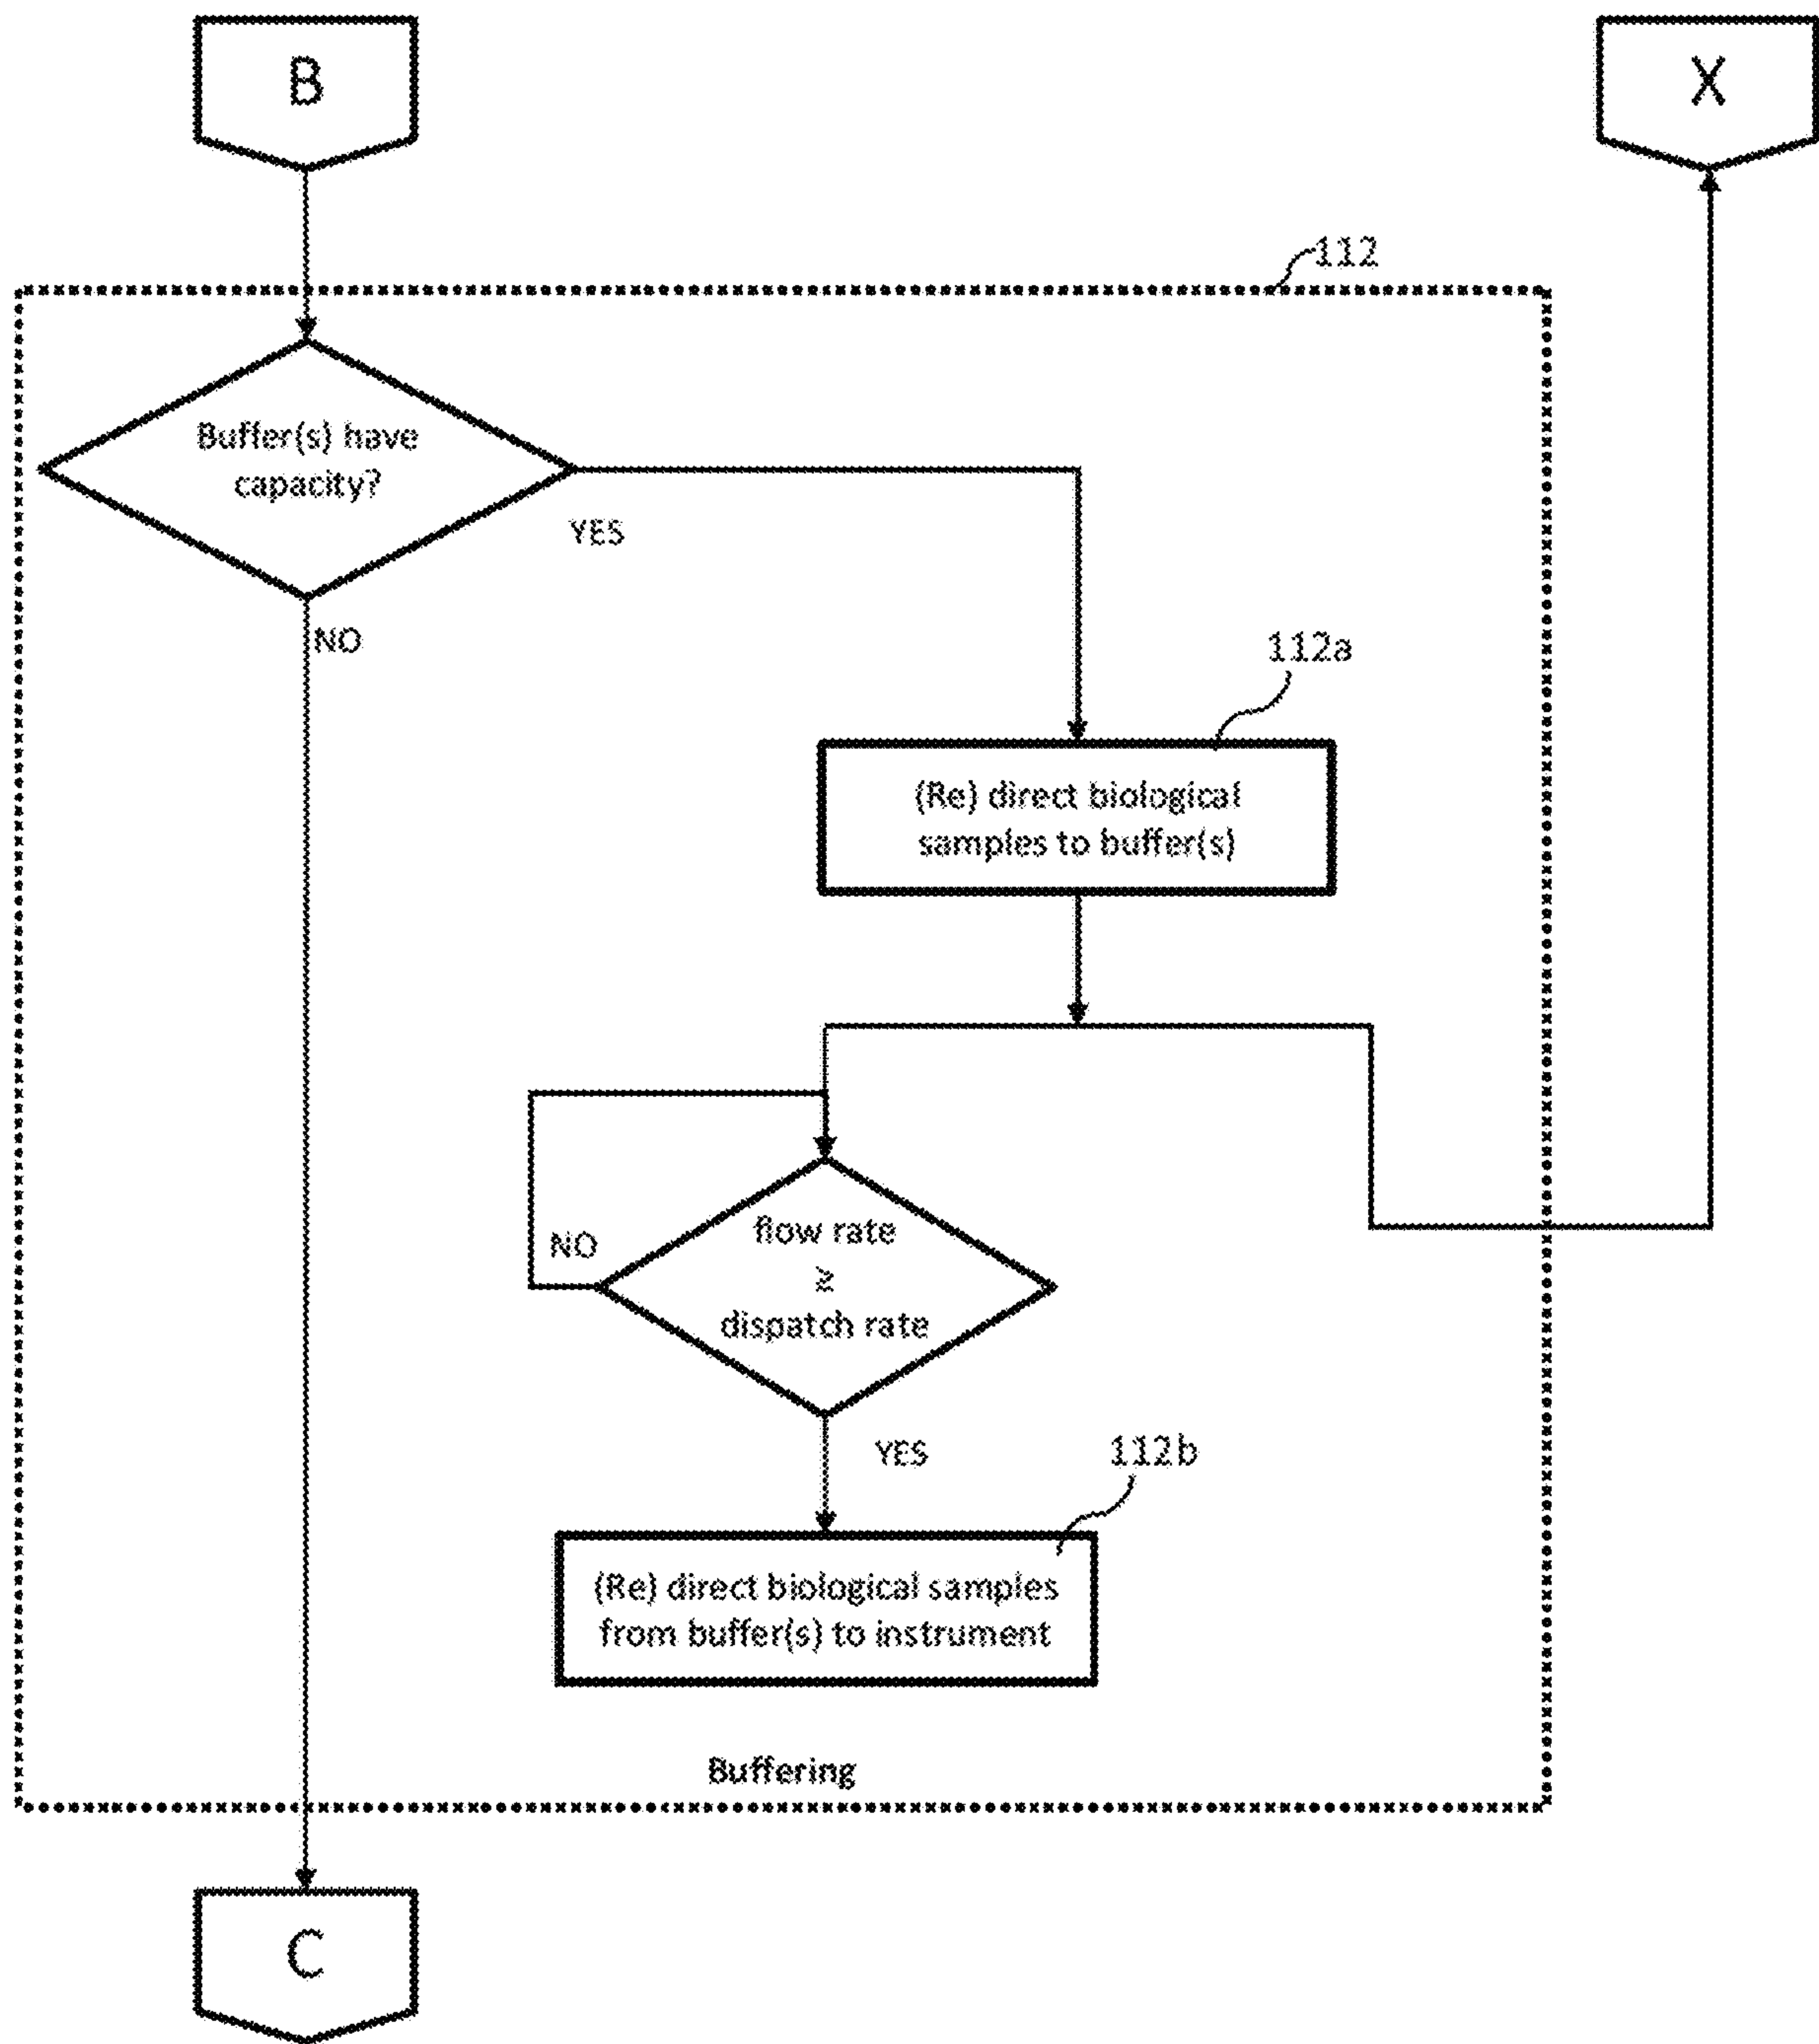 B
X
112
Buffer(s) have
capacity?
YES
NO
112a
(Re) direct biological
samples to buffer(s)
flow rate
NO
≥
dispatch rate
YES
112b
(Re) direct biological samples
from buffer(s) to instrument
Buffering
C